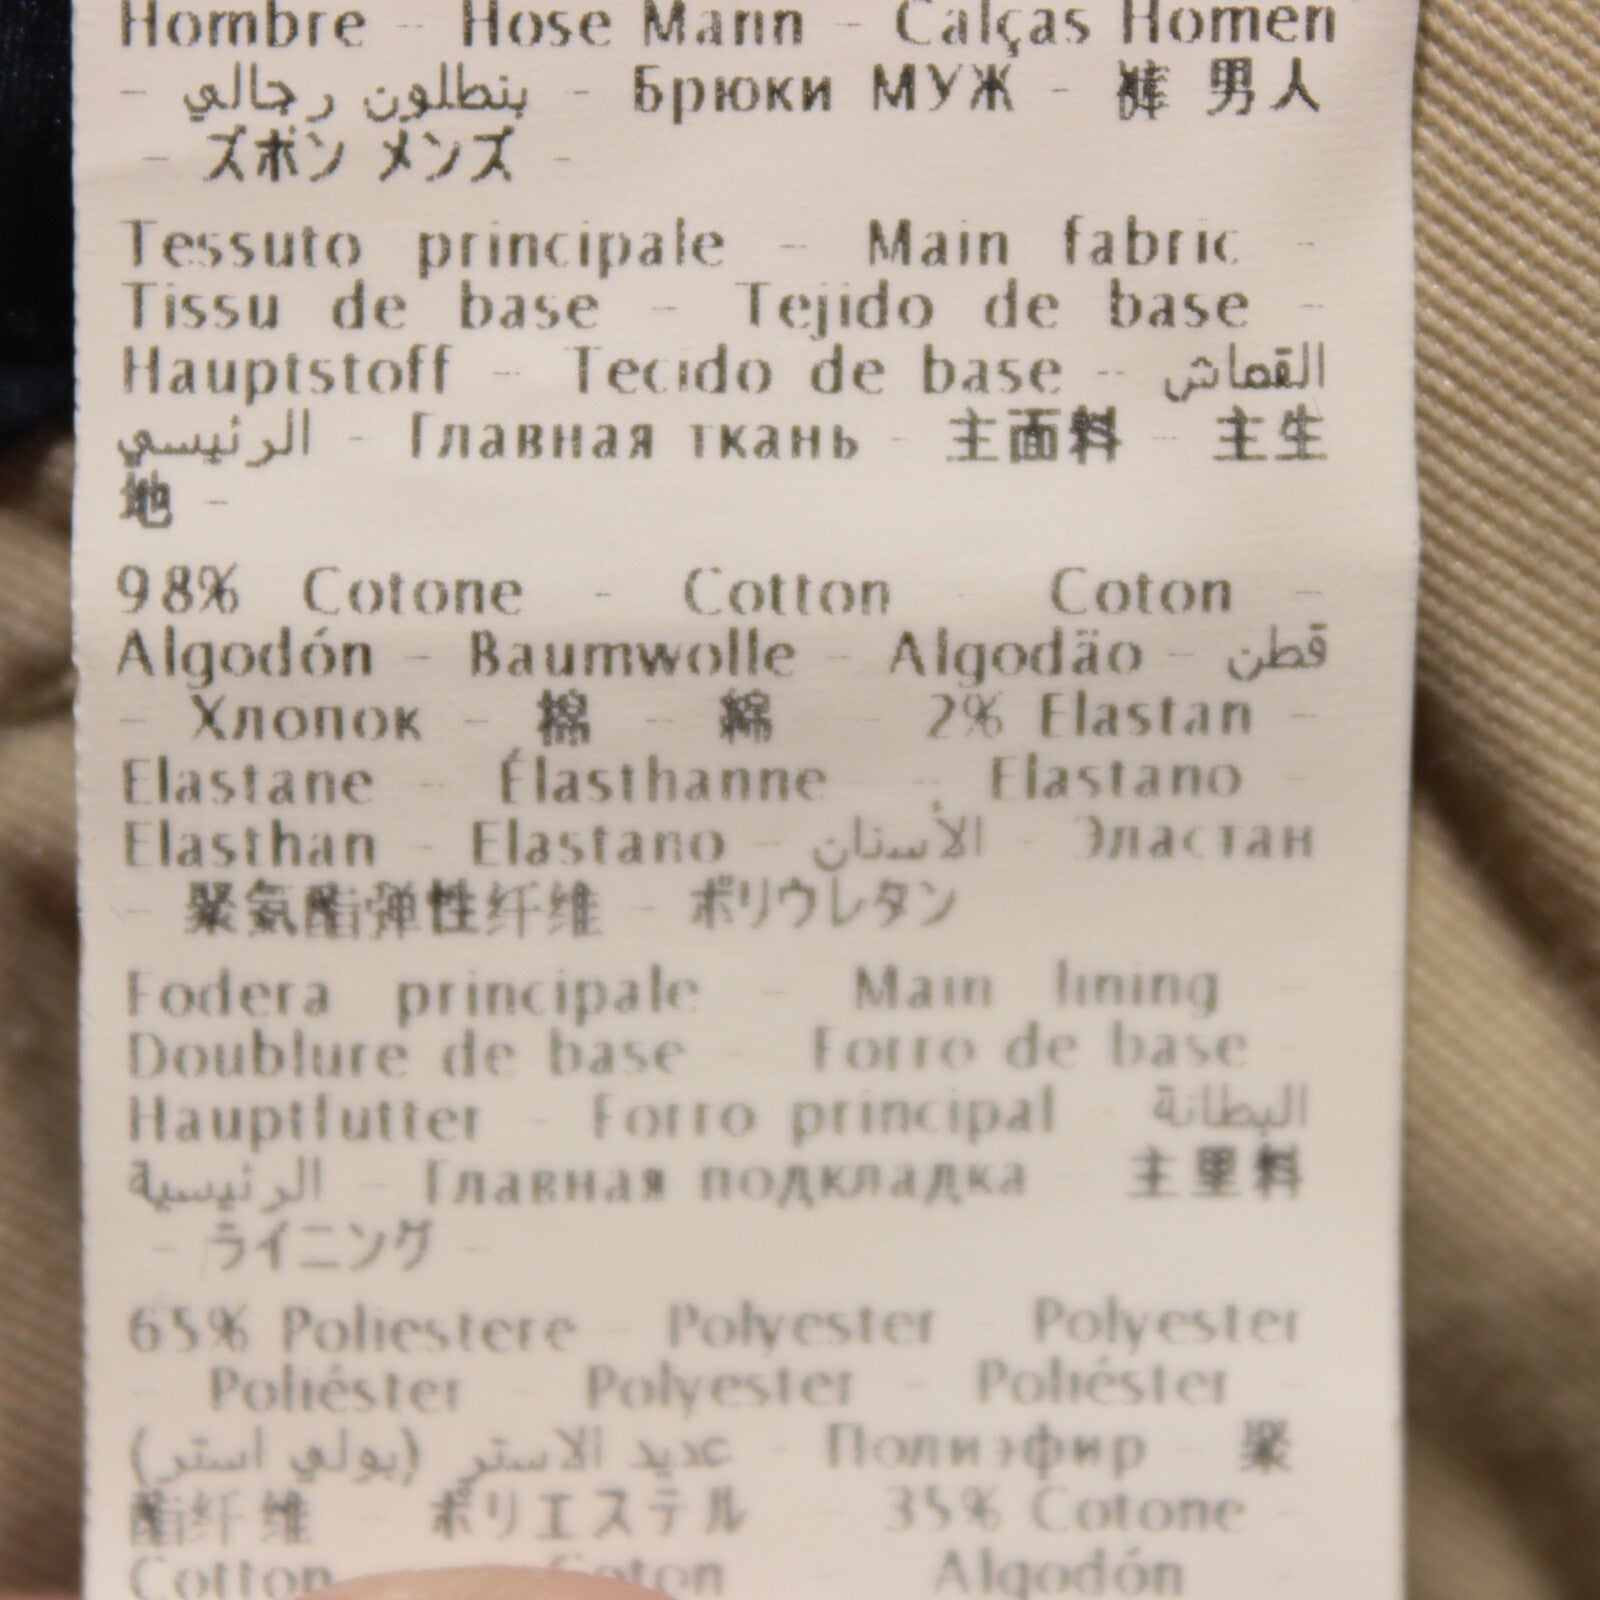 Hombre - Hose Mann - Calças Homen
- بنطلون رجالي - Брюки МУЖ - 裤 男人
- ズボン メンズ -
Tessuto principale - Main fabric -
Tissu de base - Tejido de base -
Hauptstoff - Tecido de base - القماش
الرئيسي - Главная ткань - 主面料 - 主生
地 -
98% Cotone - Cotton Coton -
Algodón - Baumwolle - Algodäo - قطن
- Хлопок - 棉 - 綿 2% Elastan -
Elastane - Élasthanne - Elastano -
Elasthan - Elastano - الأستان - Эластан
- 聚氨酯弹性纤维 - ポリウレタン
Fodera principale - Main lining -
Doublure de base - Forro de base -
Hauptfutter - Forro principal - البطانة
الرئيسية - Главная подкладка 主里料
- ライニング -
65% Poliestere - Polyester Polyester
- Poliéster - Polyester - Poliéster -
عديد الاستر (بولي استر) - Полиэфир - 聚
酯纤维 - ポリエステル - 35% Cotone -
Cotton Coton Algodón